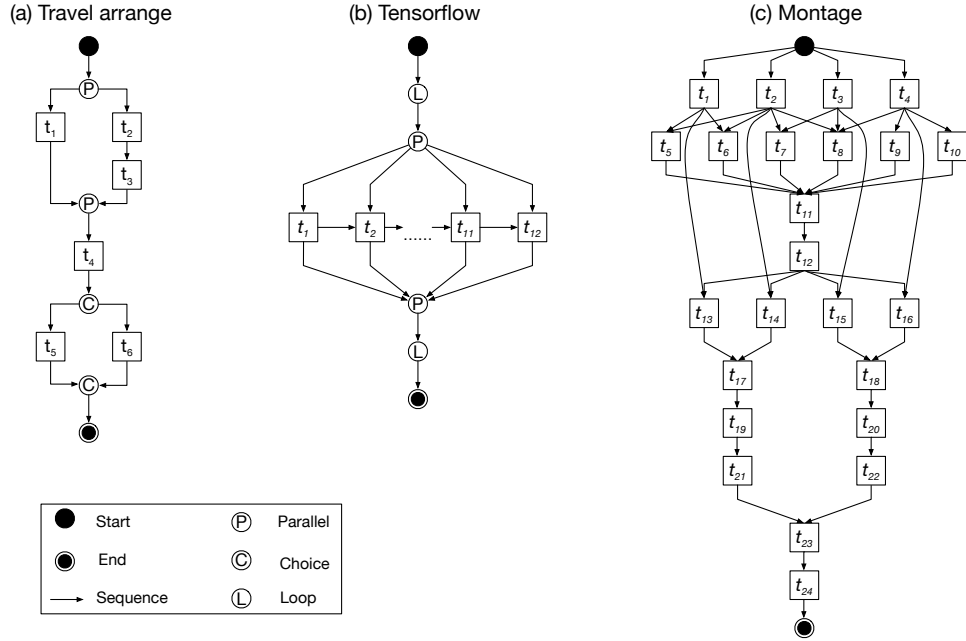 (a) Travel arrange
(b) Tensorflow
(c) Montage
P
t1
t2
t3
P
t4
C
t5
t6
C
L
P
t1
t2
......
t11
t12
P
L
t1
t2
t3
t4
t5
t6
t7
t8
t9
t10
t11
t12
t13
t14
t15
t16
t17
t18
t19
t20
t21
t22
t23
t24
Start
P Parallel
End
C Choice
Sequence
L Loop